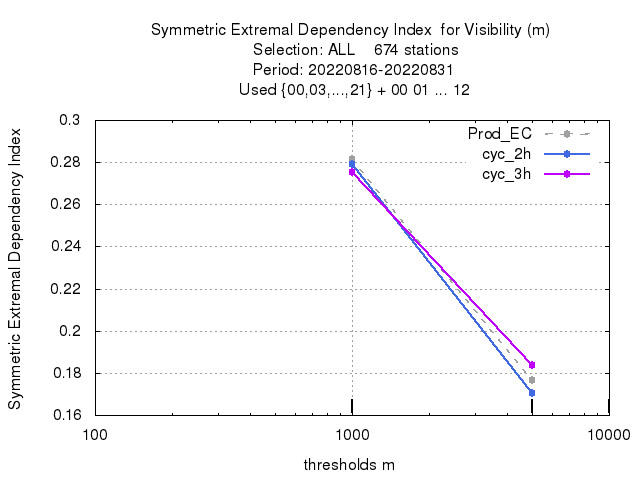 Symmetric Extremal Dependency Index  for Visibility (m)
Selection: ALL    674 stations
Period: 20220816-20220831
Used {00,03,...,21} + 00 01 ... 12
Symmetric Extremal Dependency Index
0.3
0.28
0.26
0.24
0.22
0.2
0.18
0.16
Prod_EC
cyc_2h
cyc_3h
100
1000
10000
thresholds m